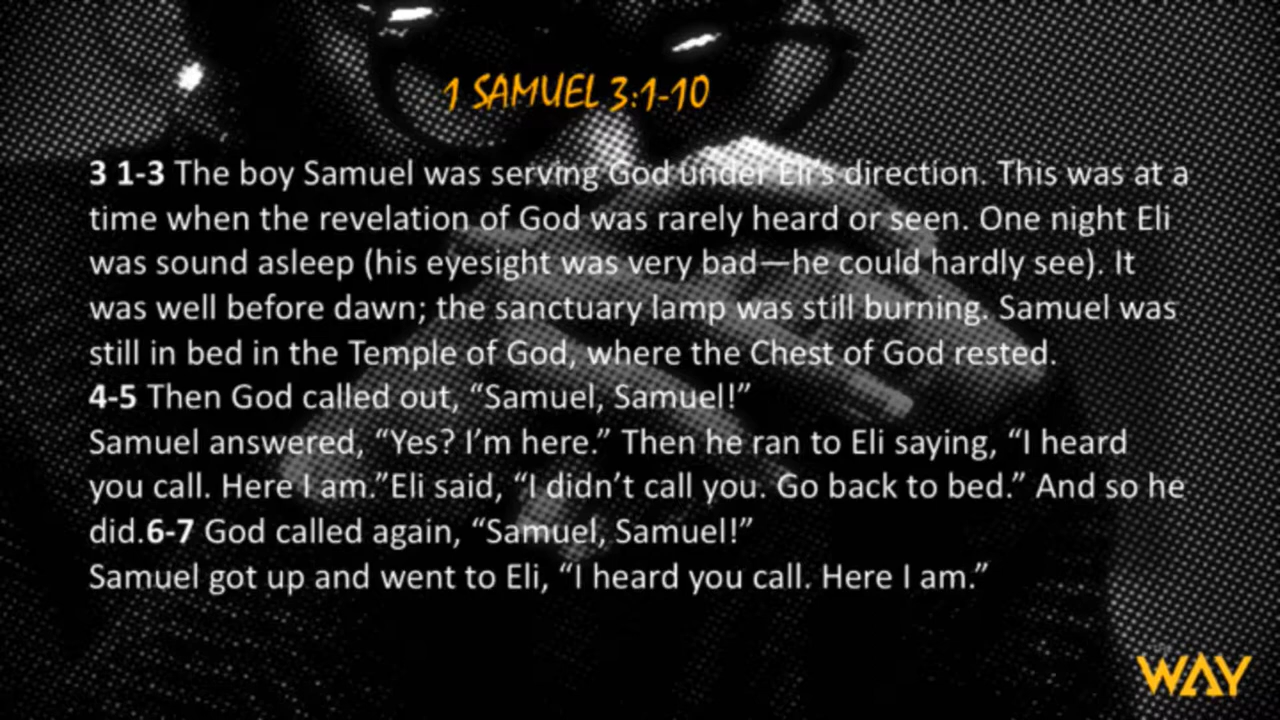 1 SAMUEL 3:1-10
3 1-3 The boy Samuel was serving God under Eli's direction. This was at a
time when the revelation of God was rarely heard or seen. One night Eli
was sound asleep (his eyesight was very bad—he could hardly see). It
was well before dawn; the sanctuary lamp was still burning. Samuel was
still in bed in the Temple of God, where the Chest of God rested.
4-5 Then God called out, “Samuel, Samuel!”
Samuel answered, “Yes? I’m here.” Then he ran to Eli saying, “I heard
you call. Here I am.”Eli said, “I didn’t call you. Go back to bed.” And so he
did.6-7 God called again, “Samuel, Samuel!”
Samuel got up and went to Eli, “I heard you call. Here I am.”
WAY